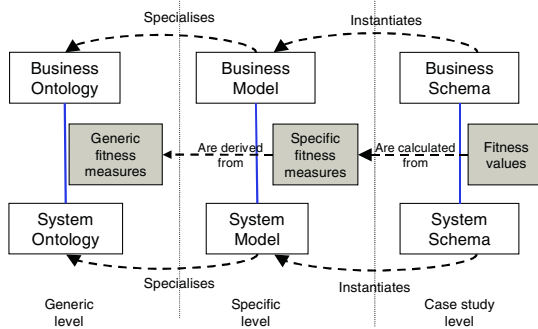 Specialises
Instantiates
Business
Ontology
Business
Model
Business
Schema
Generic
fitness
measures
Are derived
from
Specific
fitness
measures
Are calculated
from
Fitness
values
System
Ontology
System
Model
System
Schema
Specialises
Instantiates
Generic
level
Specific
level
Case study
level